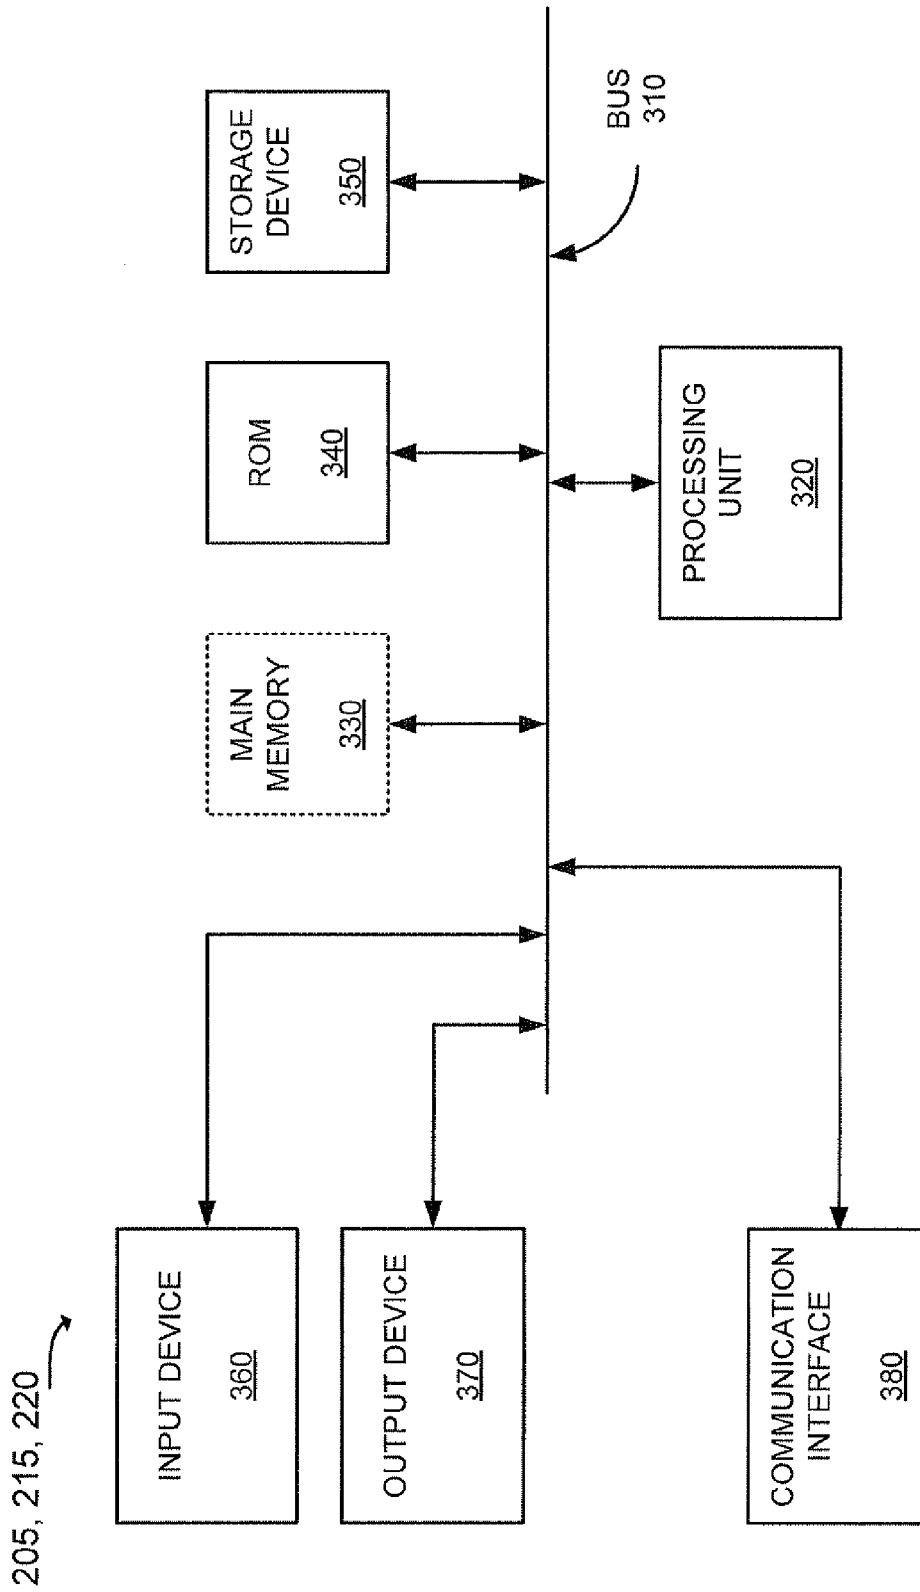 205, 215, 220
INPUT DEVICE
360
OUTPUT DEVICE
370
COMMUNICATION
INTERFACE
380
MAIN
MEMORY
330
ROM
340
STORAGE
DEVICE
350
PROCESSING
UNIT
320
BUS
310